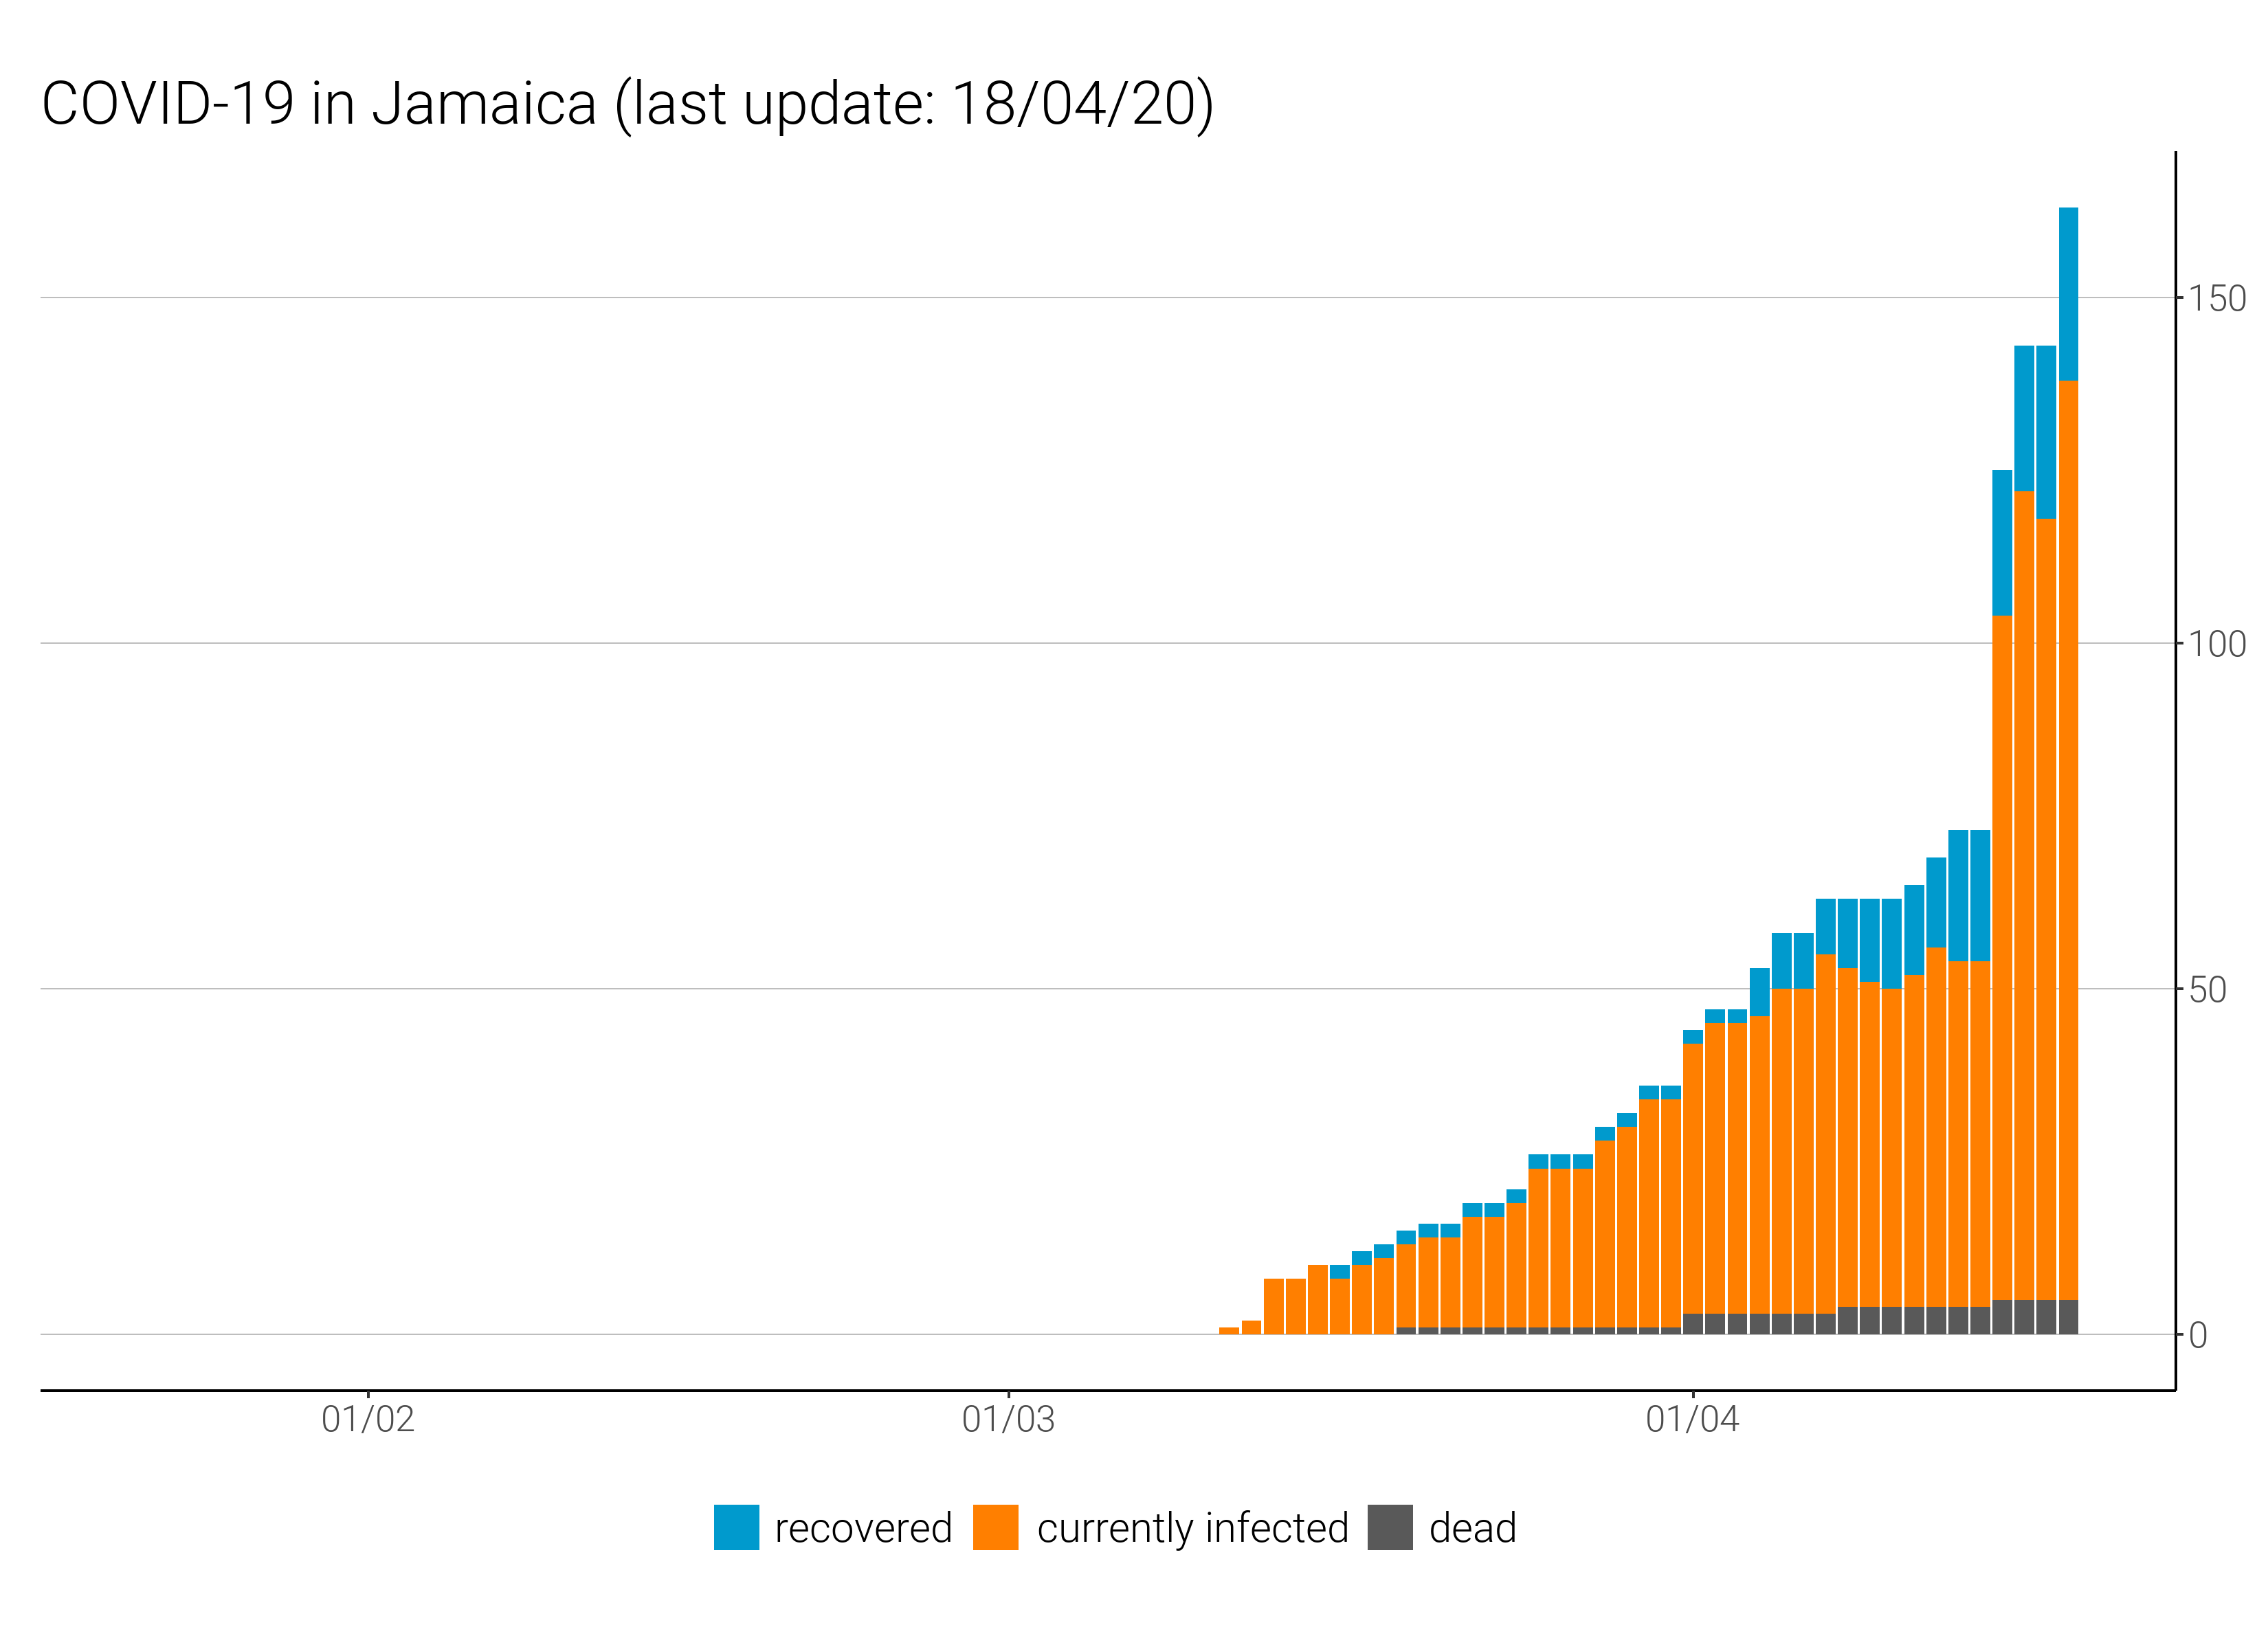 COVID-19 in Jamaica (last update: 18/04/20)
150
100
50
0
01/02 01/03 01/04
recovered currently infected dead